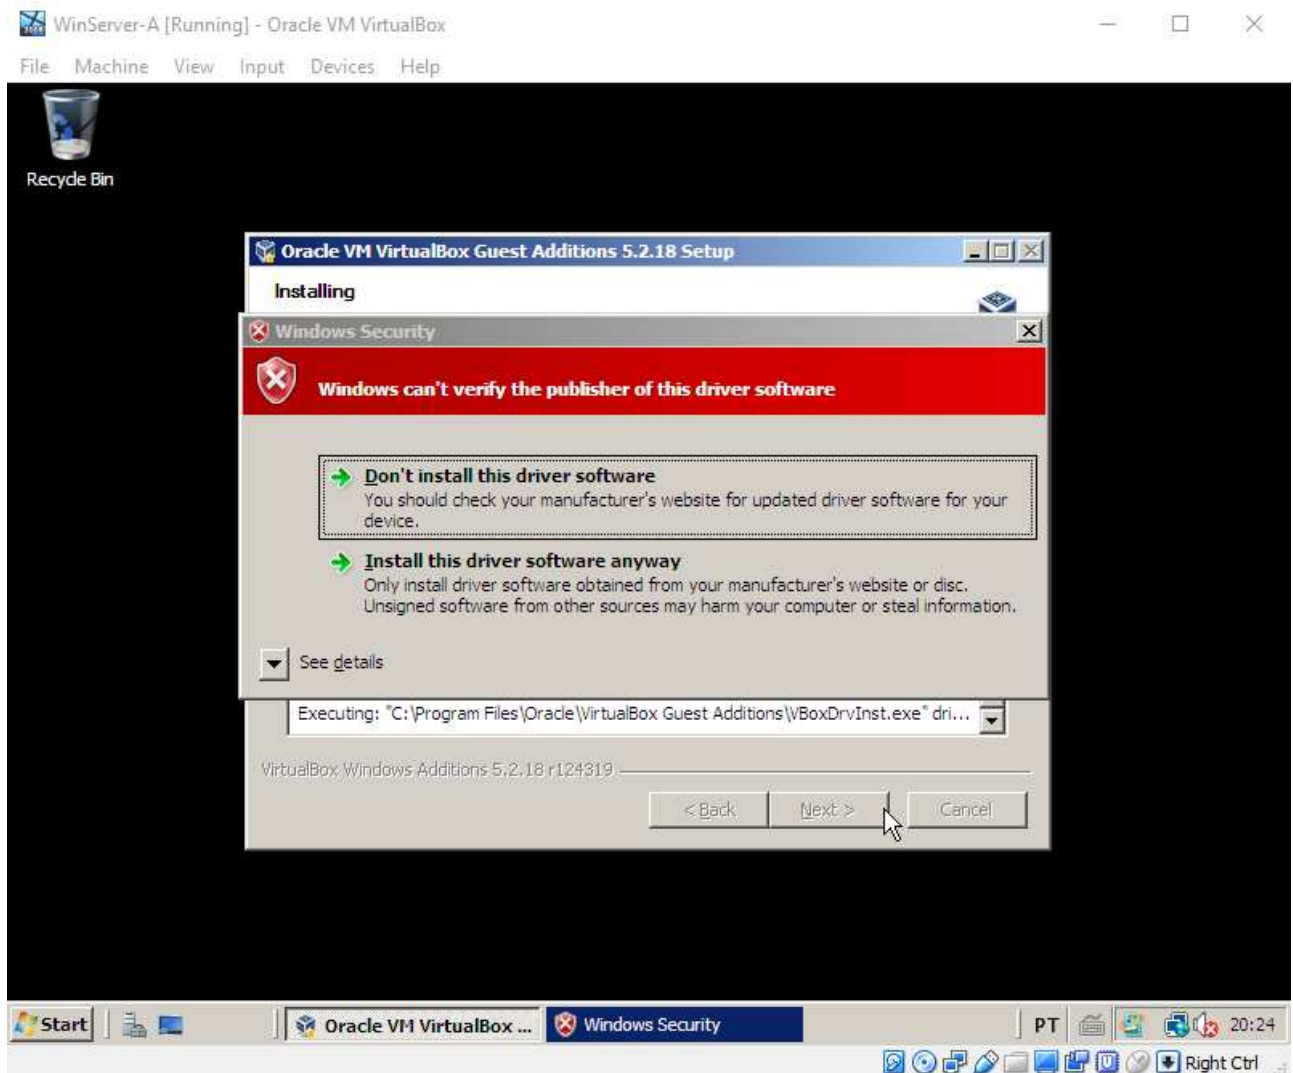 WinServer-A [Running] - Oracle VM VirtualBox
File Machine View Input Devices Help
Recycle Bin
Oracle VM VirtualBox Guest Additions 5.2.18 Setup
Installing
Windows Security
Windows can't verify the publisher of this driver software
Don't install this driver software
You should check your manufacturer's website for updated driver software for your
device.
Install this driver software anyway
Only install driver software obtained from your manufacturer's website or disc.
Unsigned software from other sources may harm your computer or steal information.
See details
Executing: "C:\Program Files\Oracle\VirtualBox Guest Additions\VBoxDrvInst.exe" dri...
VirtualBox Windows Additions 5.2.18 r124319
< Back Next > Cancel
Start Oracle VM VirtualBox ... Windows Security PT 20:24
Right Ctrl